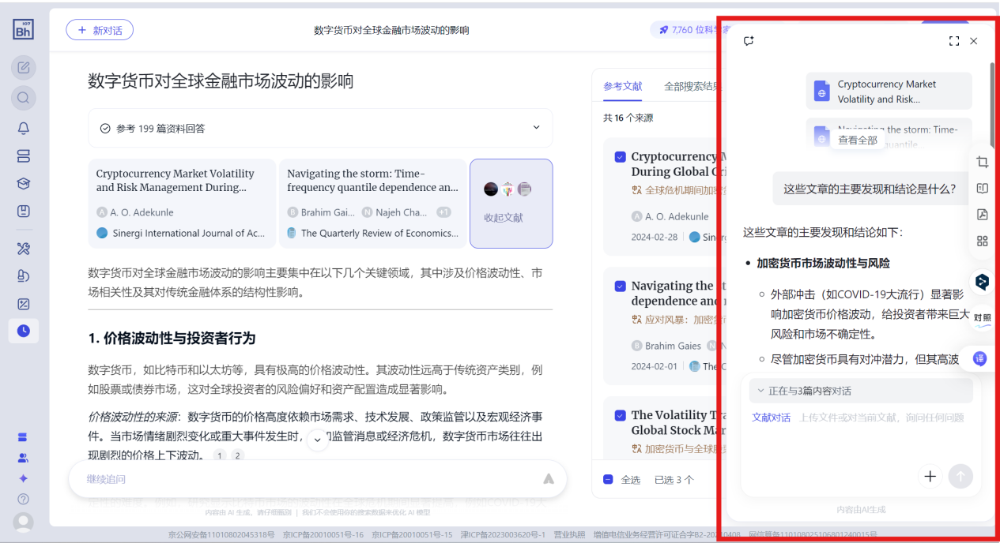 107
Bh
新对话
数字货币对全球金融市场波动的影响
7,760 位科学家
数字货币对全球金融市场波动的影响
参考 199 篇资料回答
Cryptocurrency Market Volatility
and Risk Management During...
A A. O. Adekunle
Sinergi International Journal of Ac...
Navigating the storm: Time-
frequency quantile dependence an...
B Brahim Gai... N Najeh Cha... +1
The Quarterly Review of Economics...
收起文献
数字货币对全球金融市场波动的影响主要集中在以下几个关键领域，其中涉及价格波动性、市
场相关性及其对传统金融体系的结构性影响。
1. 价格波动性与投资者行为
数字货币，如比特币和以太坊等，具有极高的价格波动性。其波动性远高于传统资产类别，例
如股票或债券市场，这对全球投资者的风险偏好和资产配置造成显著影响。
价格波动性的来源：数字货币的价格高度依赖市场需求、技术发展、政策监管以及宏观经济事
件。当市场情绪剧烈变化或重大事件发生时，如监管消息或经济危机，数字货币市场往往出
现剧烈的价格上下波动。 1 2
继续追问
内容由 AI 生成，请仔细甄别 | 我们不会使用你的搜索数据来优化 AI 模型
参考文献 全部搜索结果
共 16 个来源
Cryptocurrency M
During Global Cri
全球危机期间加密货
A A. O. Adekunle
2024-02-28 Sinerg
Navigating the st
dependence and r
应对风暴：加密货币
B Brahim Gaies N
2024-02-01 The Q
The Volatility Tra
Global Stock Mar
加密货币与全球股票
全选 已选 3 个
Cryptocurrency Market
Volatility and Risk...
Navigating the storm: Time-
quantile...
查看全部
这些文章的主要发现和结论是什么？
这些文章的主要发现和结论如下：
• 加密货币市场波动性与风险
外部冲击（如COVID-19大流行）显著影
响加密货币价格波动，给投资者带来巨大
风险和市场不确定性。
尽管加密货币具有对冲潜力，但其高波
对照
译
正在与3篇内容对话
文献对话 上传文件或对当前文献，询问任何问题
内容由AI生成
京公网安备11010802045318号 京ICP备20010051号-16 京ICP备20010051号-15 津ICP备2023003620号-1 营业执照 增值电信业务经营许可证合字B2-20210408 网信算备110108025106801240015号